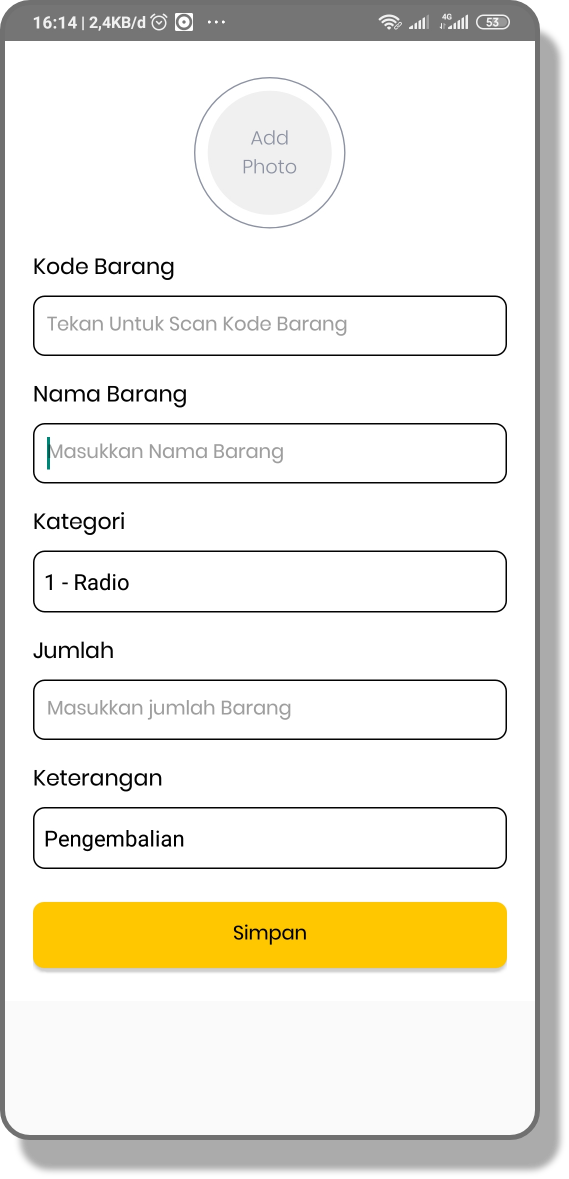 16:14 | 2,4KB/d ... 4G 53
Add
Photo
Kode Barang
Tekan Untuk Scan Kode Barang
Nama Barang
Masukkan Nama Barang
Kategori
1 - Radio
Jumlah
Masukkan jumlah Barang
Keterangan
Pengembalian
Simpan